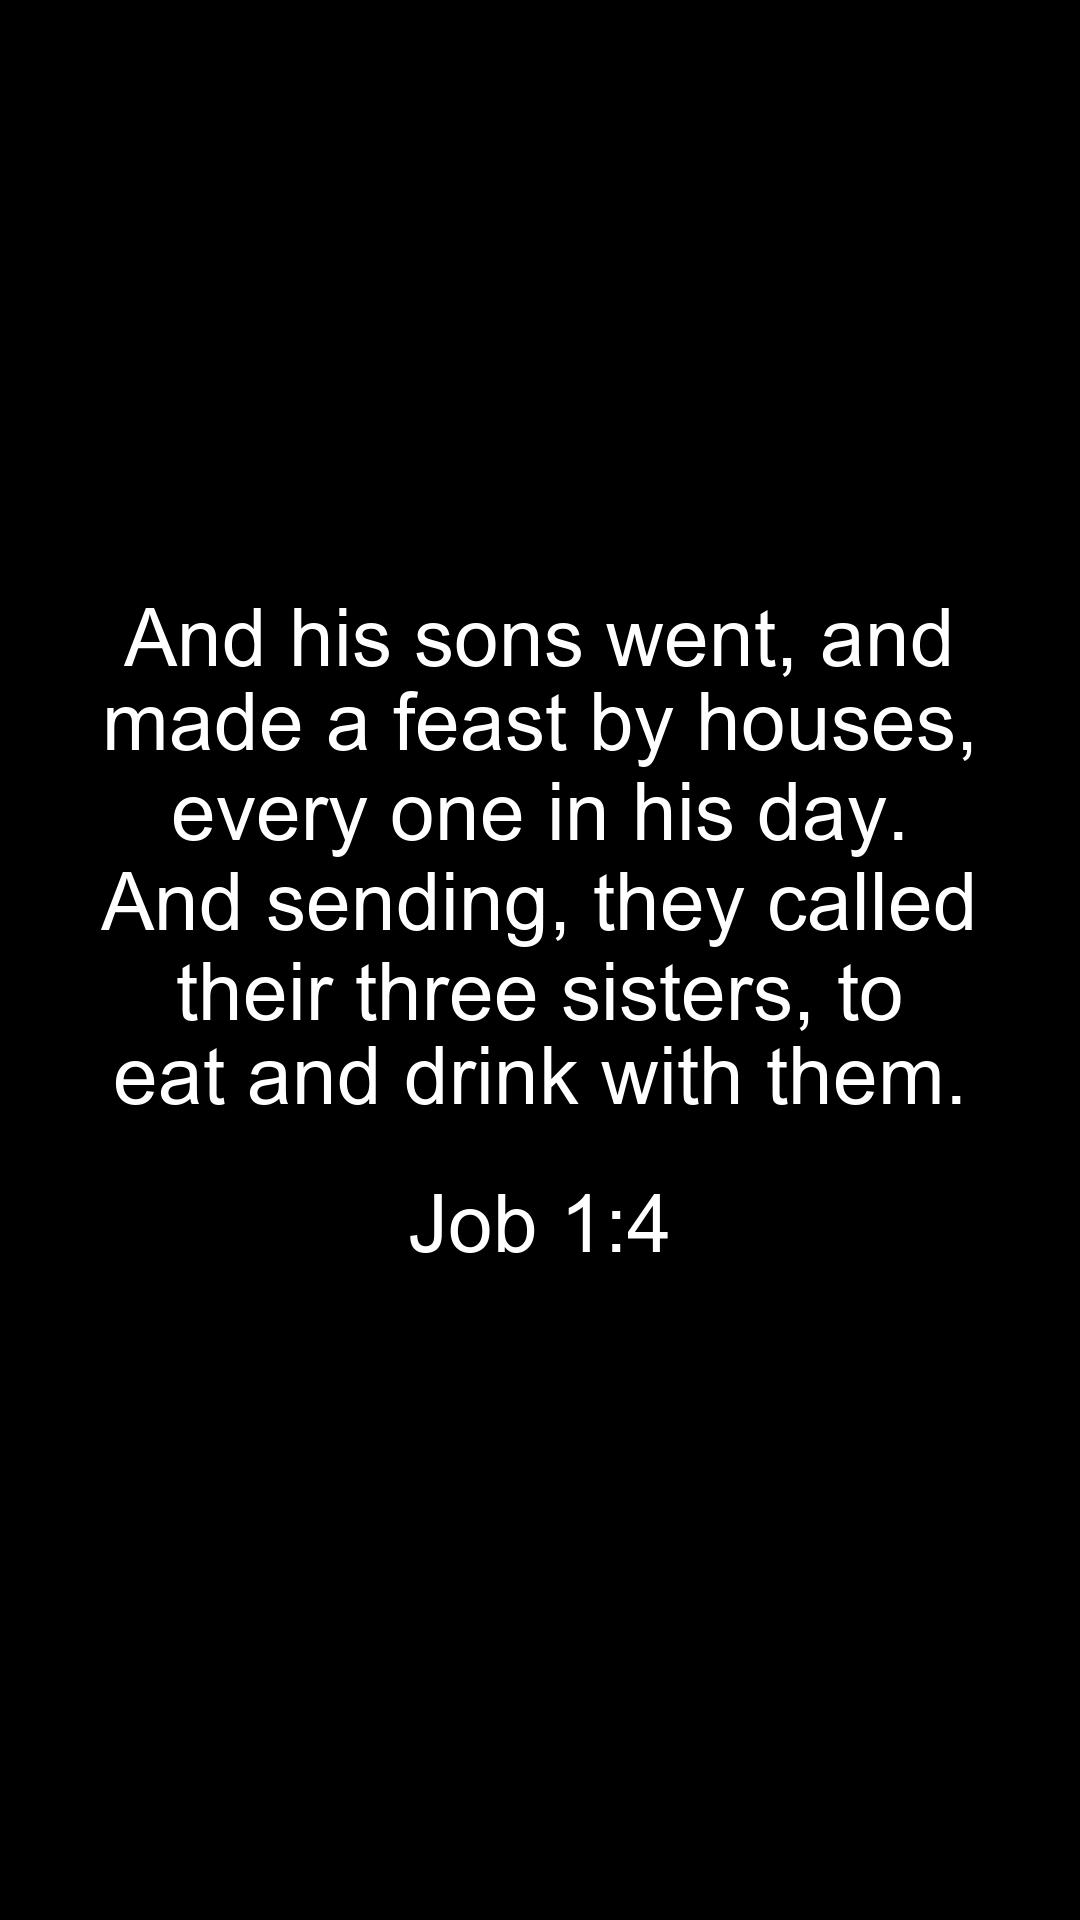 And his sons went, and
made a feast by houses,
every one in his day.
And sending, they called
their three sisters, to
eat and drink with them.
Job 1:4